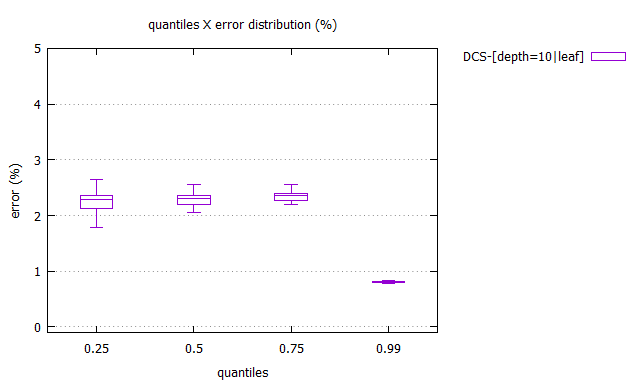 quantiles X error distribution (%)
DCS-[depth=10|leaf]
5
4
3
2
1
0
error (%)
0.25 0.5 0.75 0.99
quantiles